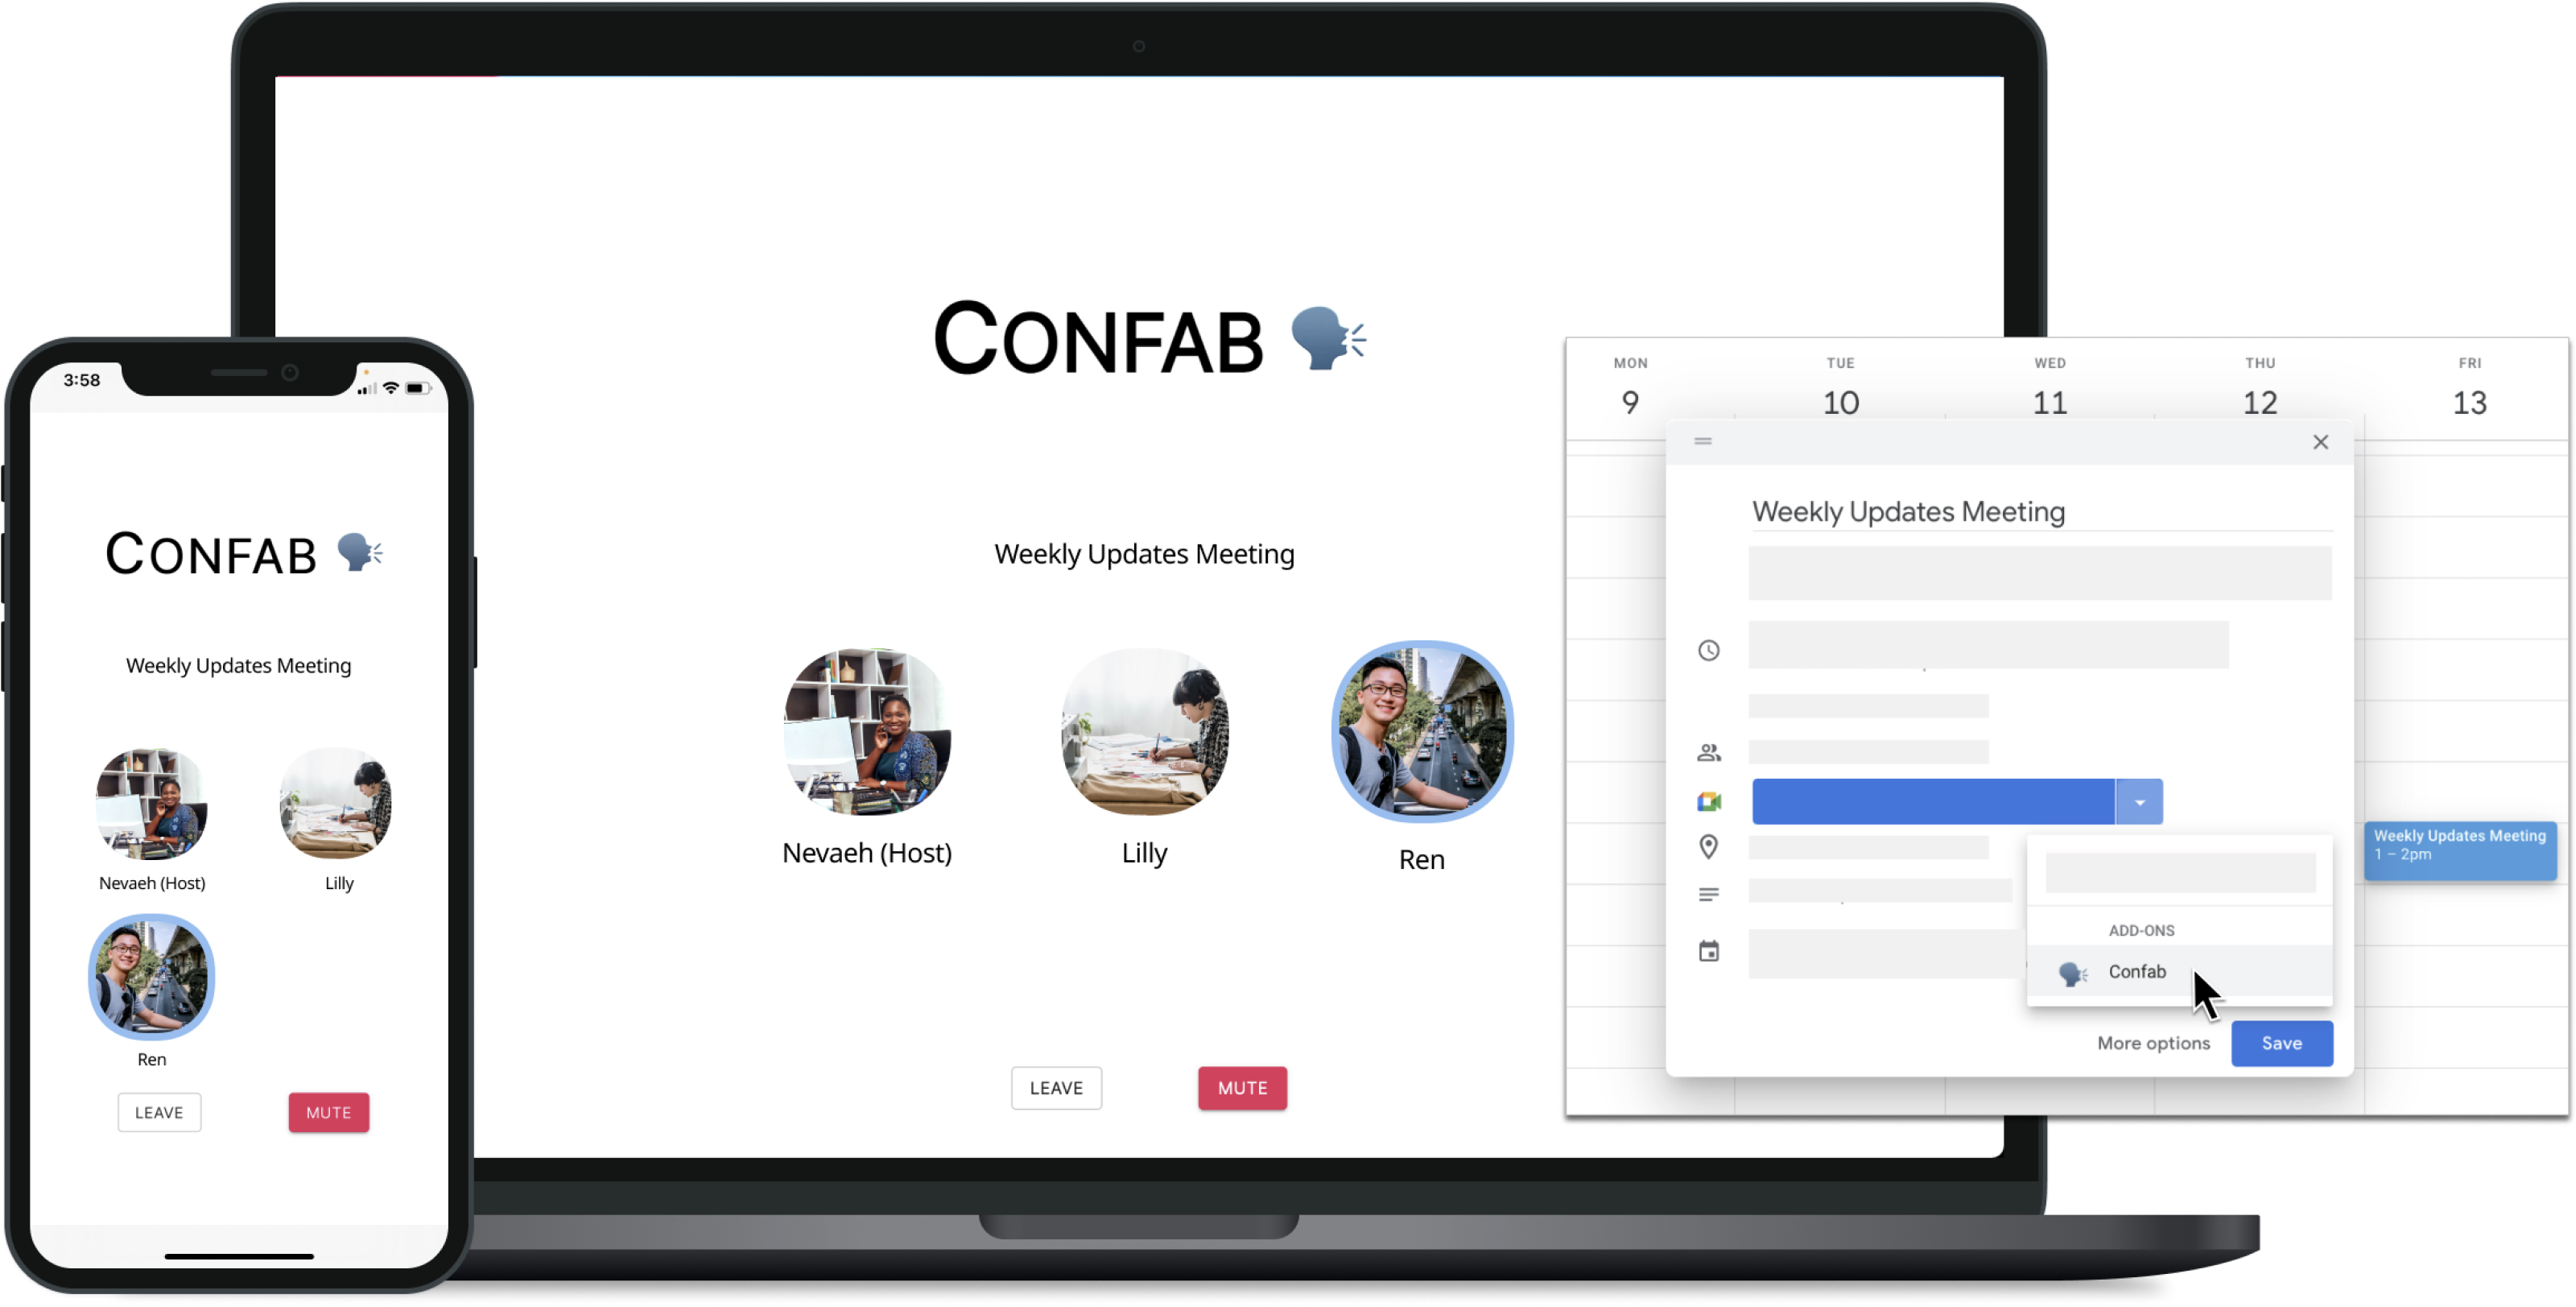 CONFAB
Weekly Updates Meeting
Nevaeh (Host)
Lilly
Ren
LEAVE
MUTE
3:58
CONFAB
Weekly Updates Meeting
Nevaeh (Host)
Lilly
Ren
LEAVE
MUTE
MON
TUE
WED
THU
FRI
9
10
11
12
13
Weekly Updates Meeting
Weekly Updates Meeting
1 – 2pm
ADD-ONS
Confab
More options
Save